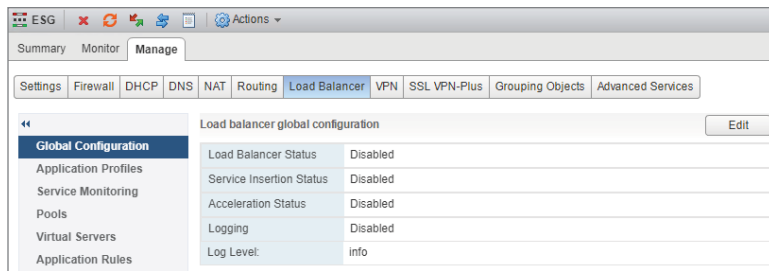 ESG Actions
Summary Monitor Manage
Settings Firewall DHCP DNS NAT Routing Load Balancer VPN SSL VPN-Plus Grouping Objects Advanced Services
Load balancer global configuration Edit
Global Configuration
Application Profiles
Service Monitoring
Pools
Virtual Servers
Application Rules
Load Balancer Status Disabled
Service Insertion Status Disabled
Acceleration Status Disabled
Logging Disabled
Log Level: info